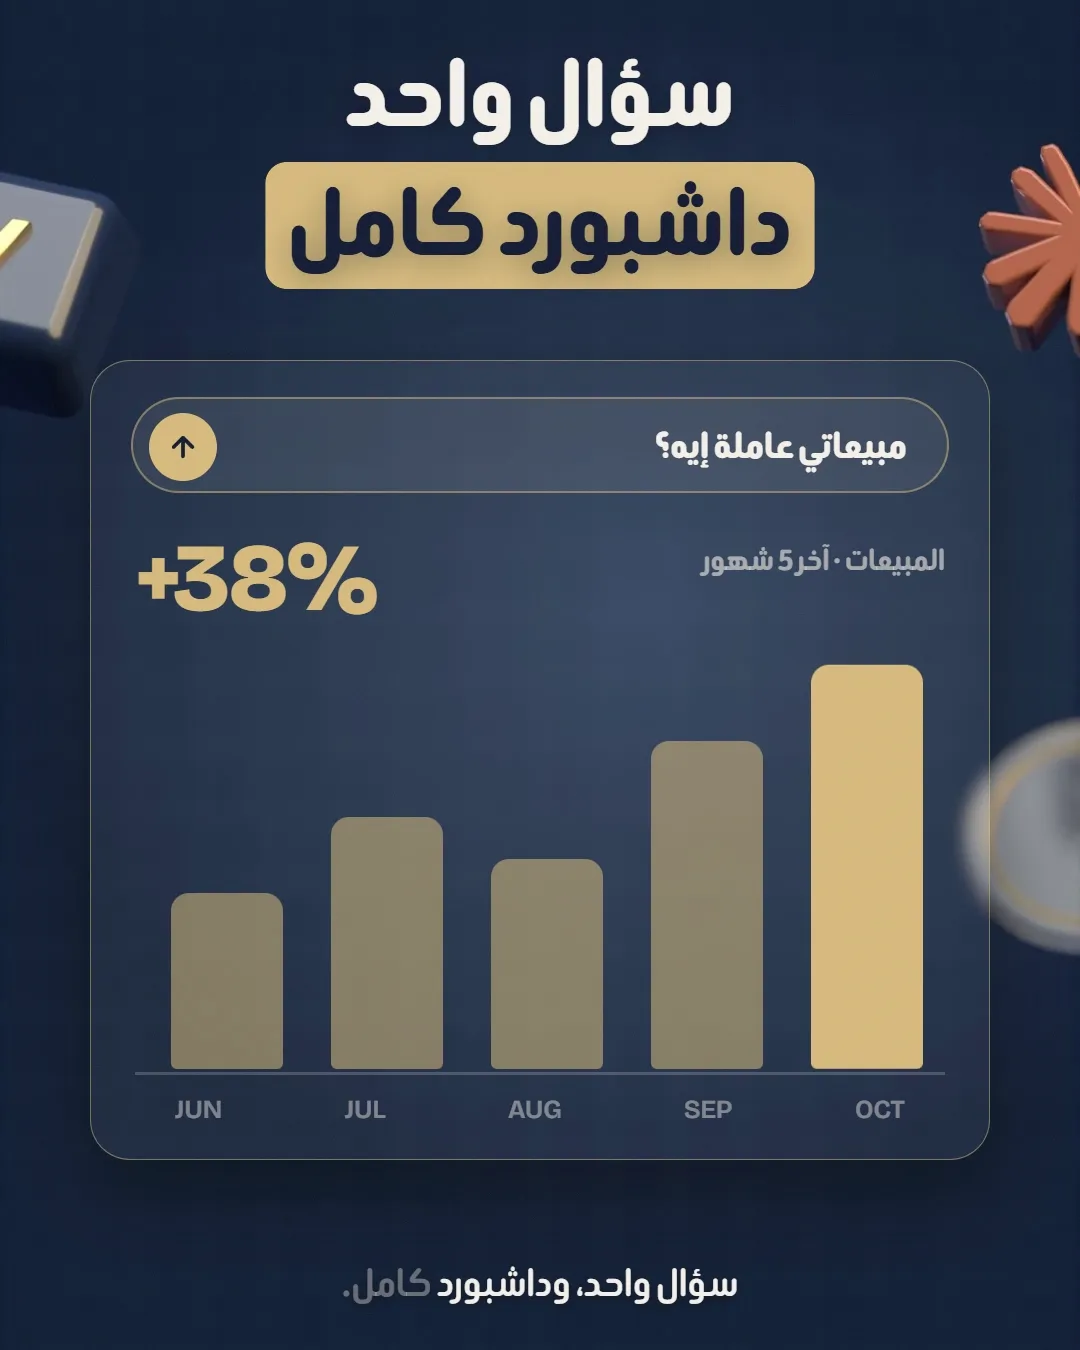 سؤال واحد
داشبورد كامل
مبيعاتي عاملة إيه؟
المبيعات · آخر 5 شهور
+38%
JUN JUL AUG SEP OCT
سؤال واحد، وداشبورد كامل.